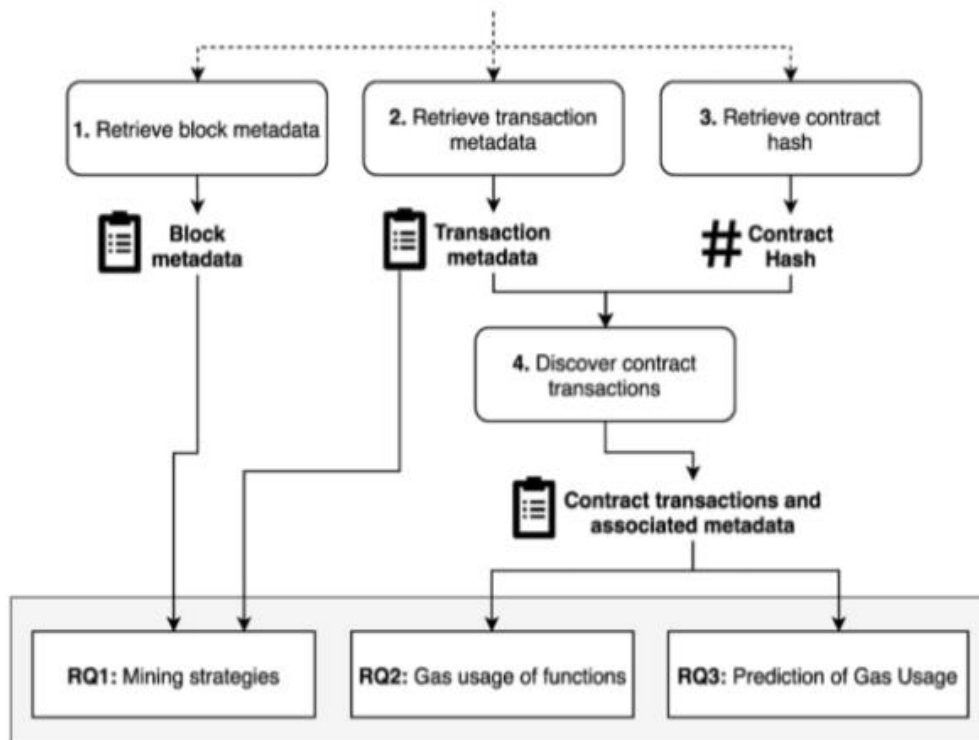 1. Retrieve block metadata
2. Retrieve transaction
metadata
3. Retrieve contract
hash
Block
metadata
Transaction
metadata
# Contract
Hash
4. Discover contract
transactions
Contract transactions and
associated metadata
RQ1: Mining strategies
RQ2: Gas usage of functions
RQ3: Prediction of Gas Usage